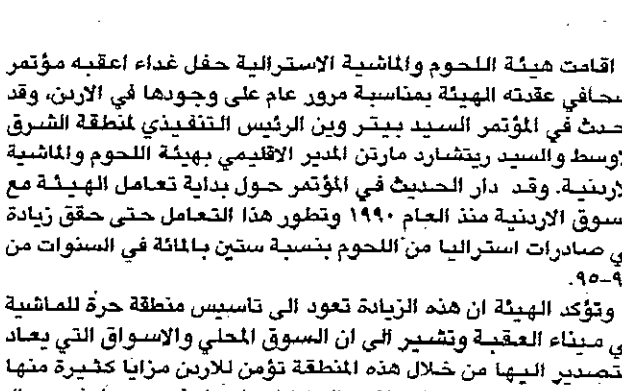 اقامت هيئة اللحوم والماشية الاسترالية حفل غداء اعقبه مؤتمر
صحافي عقدته الهيئة بمناسبة مرور عام على وجودها في الاردن، وقد
تحدث في المؤتمر السيد بيتر وين الرئيس التنفيذي لمنطقة الشرق
الاوسط والسيد ريتشارد مارتن المدير الاقليمي بهيئة اللحوم والماشية
الاردنية. وقد دار الحديث في المؤتمر حول بداية تعامل الهيئة مع
السوق الاردنية منذ العام ١٩٩٠ وتطور هذا التعامل حتى حقق زيادة
في صادرات استراليا من اللحوم بنسبة ستين بالمائة في السنوات من
٩-٩٥.
وتؤكد الهيئة ان هذه الزيادة تعود الى تاسيس منطقة حرة للماشية
في ميناء العقبة وتشير الى ان السوق المحلي والاسواق التي يعاد
التصدير اليها من خلال هذه المنطقة تؤمن للاردن مزايا كثيرة منها